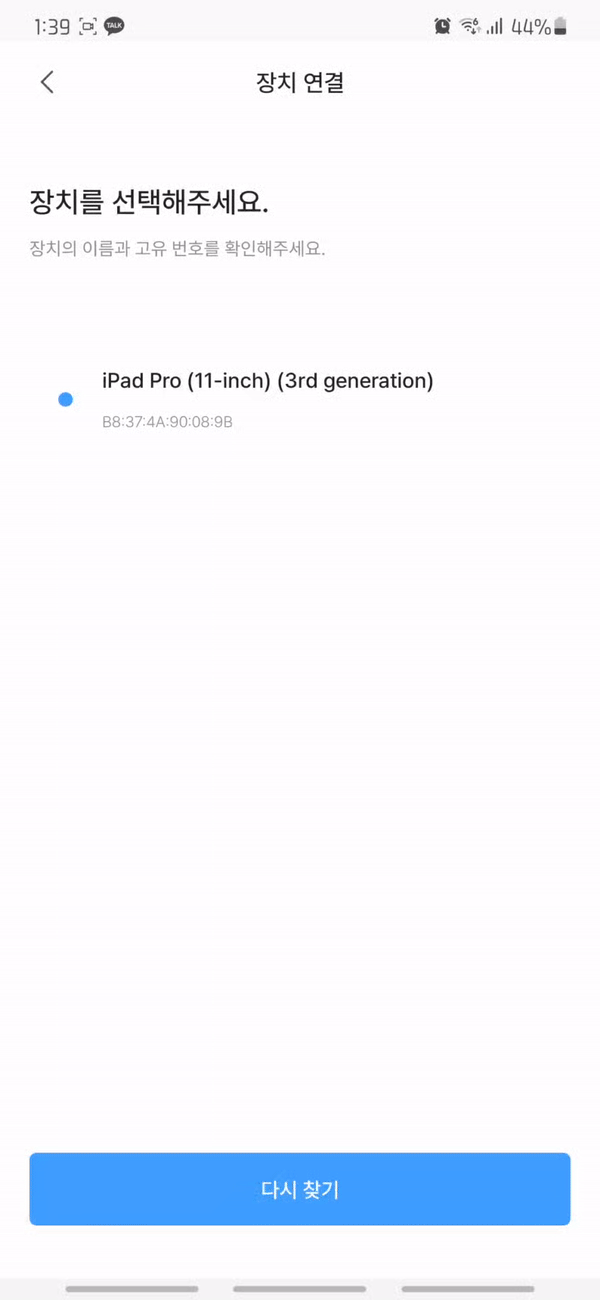 1:39 TALK 6 44%
장치 연결
장치를 선택해주세요.
장치의 이름과 고유 번호를 확인해주세요.
iPad Pro (11-inch) (3rd generation)
B8:37:4A:90:08:9B
다시 찾기